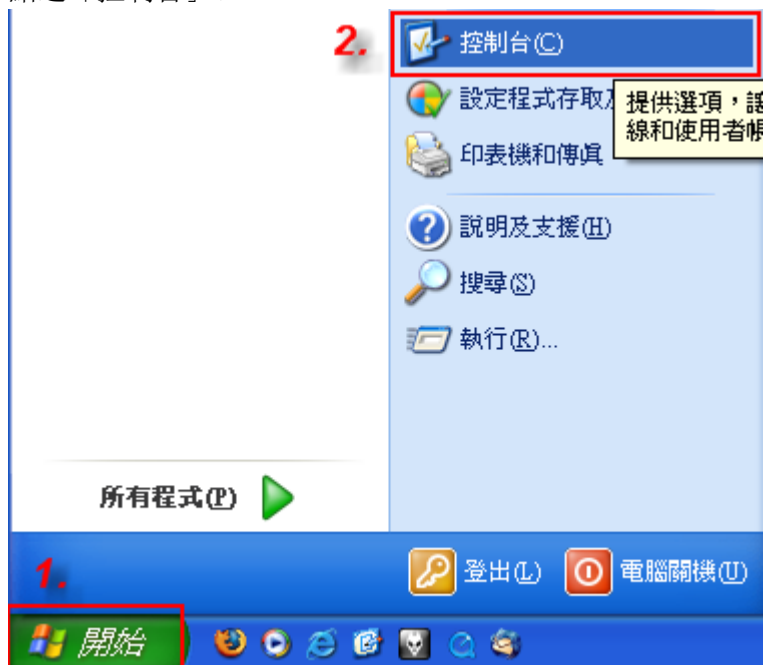 2.
控制台(C)
設定程式存取及
提供選項，讓
線和使用者帳
印表機和傳真
說明及支援(H)
搜尋(S)
執行(R)...
所有程式(P)
登出(L)
電腦關機(U)
1.
開始